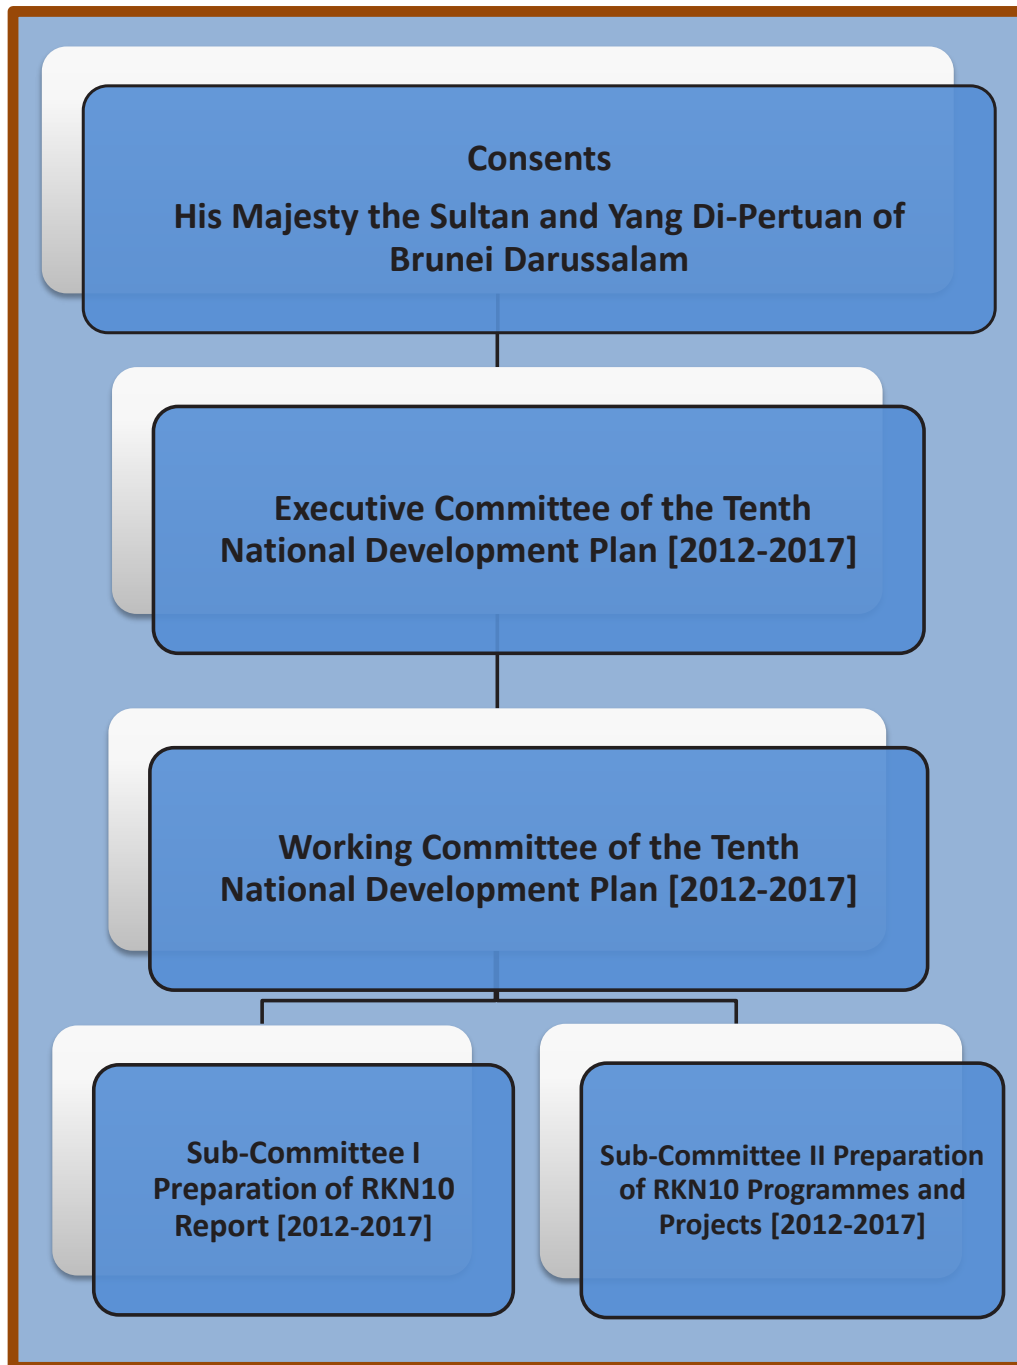 Consents
His Majesty the Sultan and Yang Di-Pertuan of
Brunei Darussalam
Executive Committee of the Tenth
National Development Plan [2012-2017]
Working Committee of the Tenth
National Development Plan [2012-2017]
Sub-Committee I
Preparation of RKN10
Report [2012-2017]
Sub-Committee II Preparation
of RKN10 Programmes and
Projects [2012-2017]